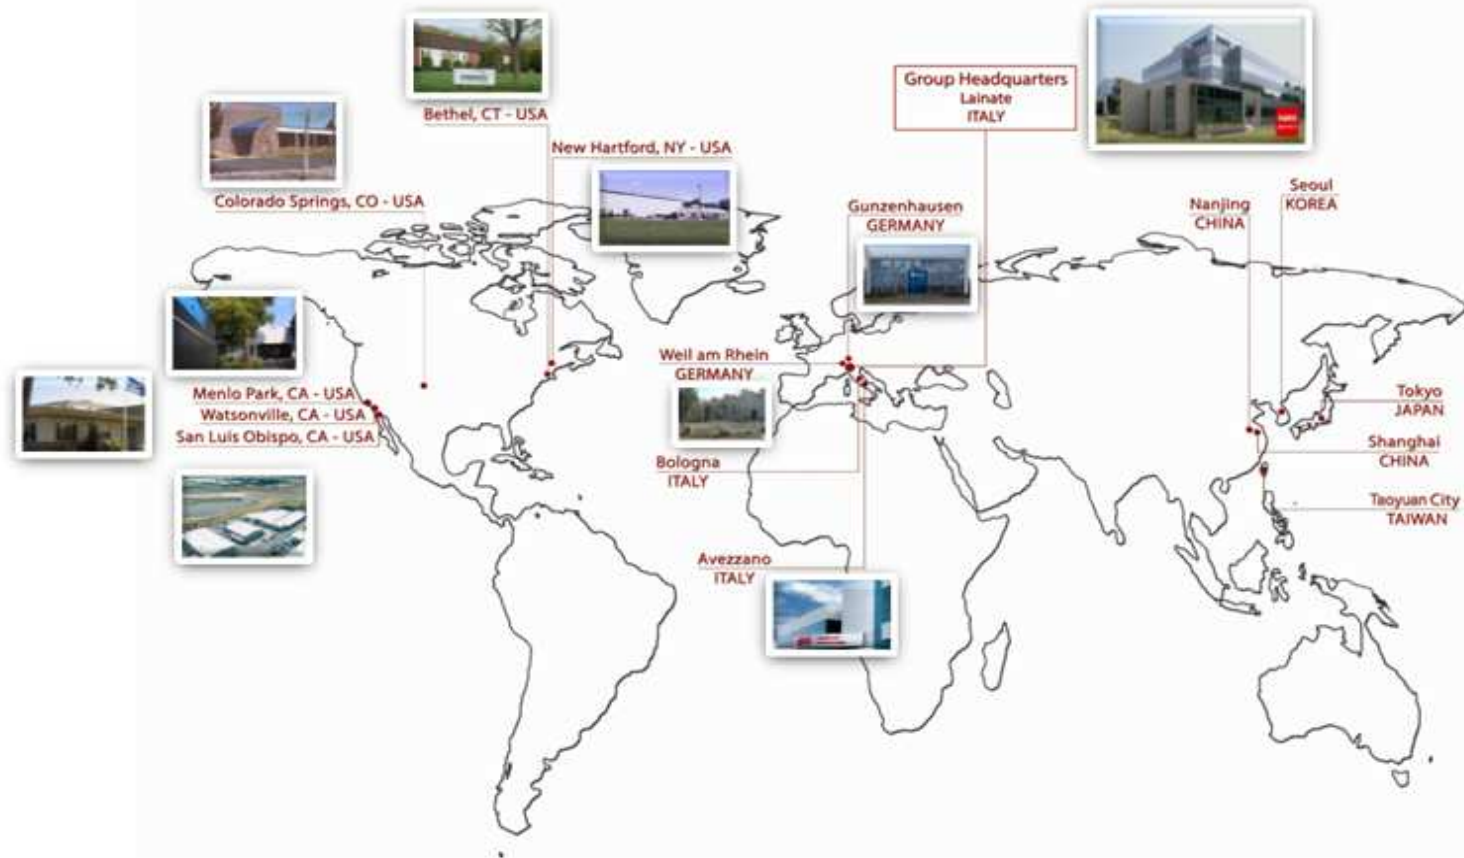 Bethel, CT - USA
Group Headquarters
Lainate
ITALY
New Hartford, NY - USA
Colorado Springs, CO - USA
Gunzenhausen
GERMANY
Nanjing
CHINA
Seoul
KOREA
Weil am Rhein
GERMANY
Menlo Park, CA - USA
Watsonville, CA - USA
San Luis Obispo, CA - USA
Tokyo
JAPAN
Shanghai
CHINA
Bologna
ITALY
Taoyuan City
TAIWAN
Avezzano
ITALY